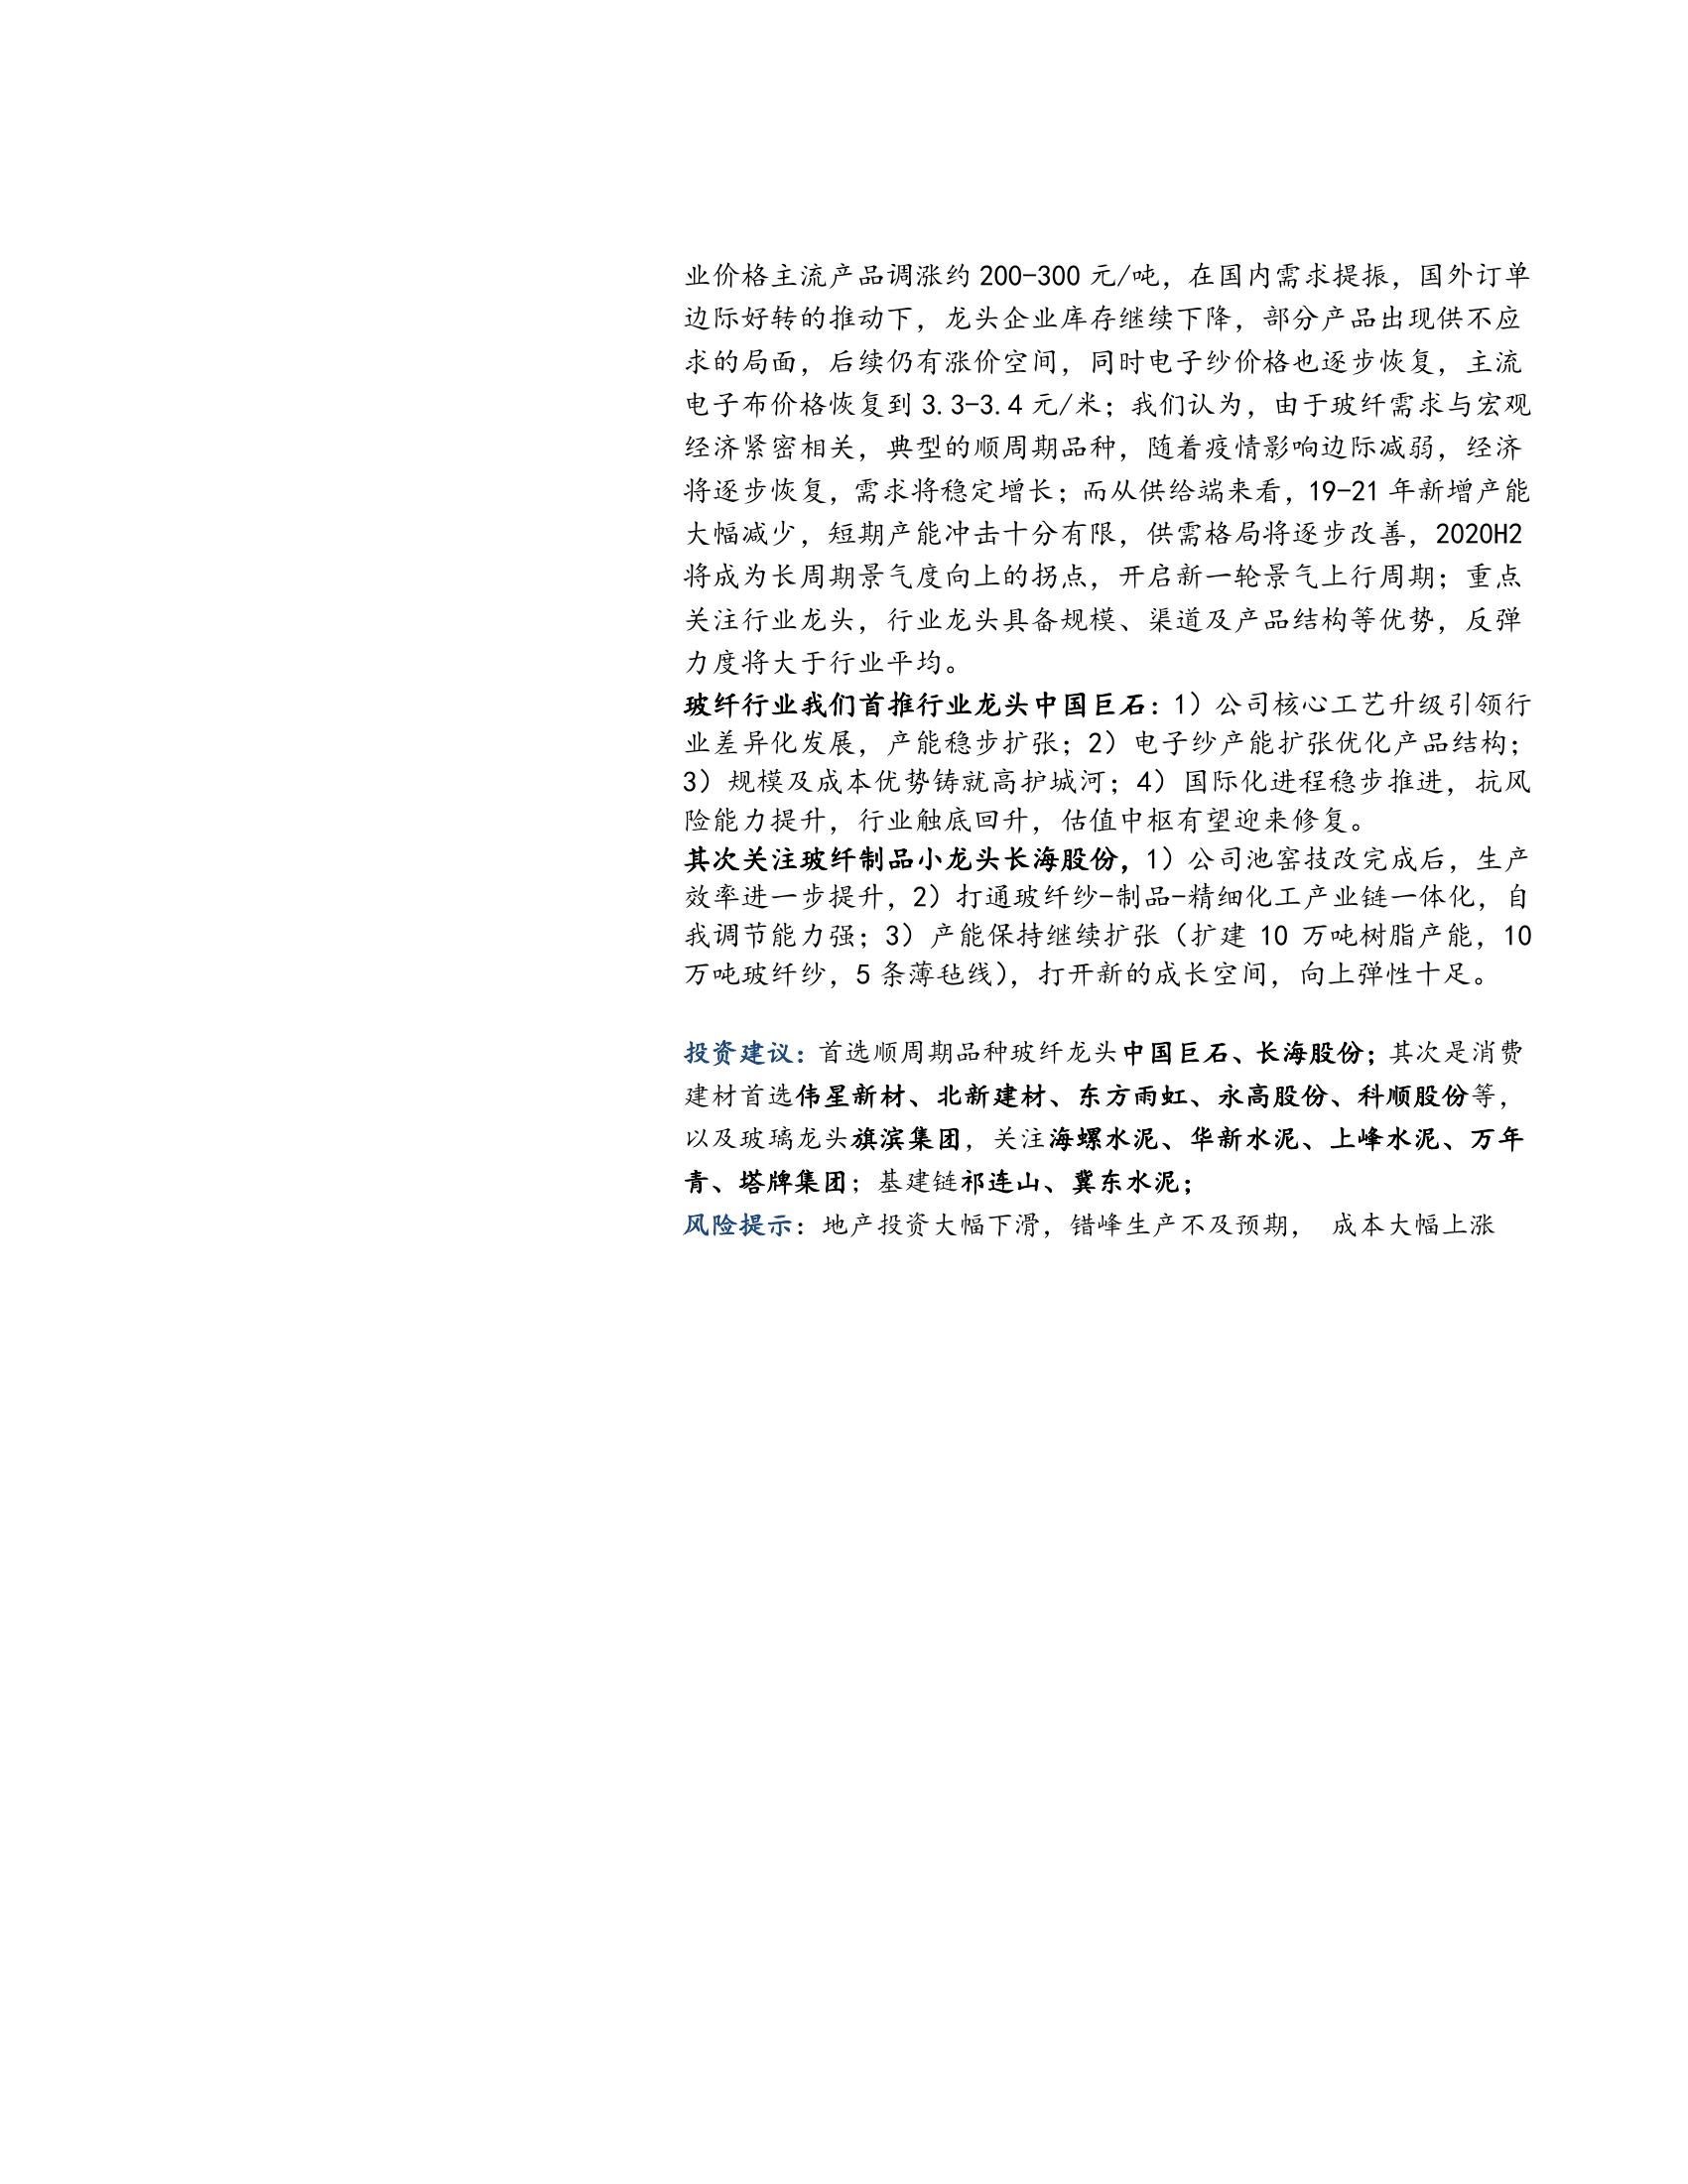 业价格主流产品调涨约 200-300 元/吨，在国内需求提振，国外订单
边际好转的推动下，龙头企业库存继续下降，部分产品出现供不应
求的局面，后续仍有涨价空间，同时电子纱价格也逐步恢复，主流
电子布价格恢复到 3.3-3.4 元/米；我们认为，由于玻纤需求与宏观
经济紧密相关，典型的顺周期品种，随着疫情影响边际减弱，经济
将逐步恢复，需求将稳定增长；而从供给端来看，19-21 年新增产能
大幅减少，短期产能冲击十分有限，供需格局将逐步改善，2020H2
将成为长周期景气度向上的拐点，开启新一轮景气上行周期；重点
关注行业龙头，行业龙头具备规模、渠道及产品结构等优势，反弹
力度将大于行业平均。
玻纤行业我们首推行业龙头中国巨石：1）公司核心工艺升级引领行
业差异化发展，产能稳步扩张；2）电子纱产能扩张优化产品结构；
3）规模及成本优势铸就高护城河；4）国际化进程稳步推进，抗风
险能力提升，行业触底回升，估值中枢有望迎来修复。
其次关注玻纤制品小龙头长海股份，1）公司池窑技改完成后，生产
效率进一步提升，2）打通玻纤纱-制品-精细化工产业链一体化，自
我调节能力强；3）产能保持继续扩张（扩建 10 万吨树脂产能，10
万吨玻纤纱，5 条薄毡线），打开新的成长空间，向上弹性十足。
投资建议：首选顺周期品种玻纤龙头中国巨石、长海股份；其次是消费
建材首选伟星新材、北新建材、东方雨虹、永高股份、科顺股份等，
以及玻璃龙头旗滨集团，关注海螺水泥、华新水泥、上峰水泥、万年
青、塔牌集团；基建链祁连山、冀东水泥；
风险提示：地产投资大幅下滑，错峰生产不及预期， 成本大幅上涨